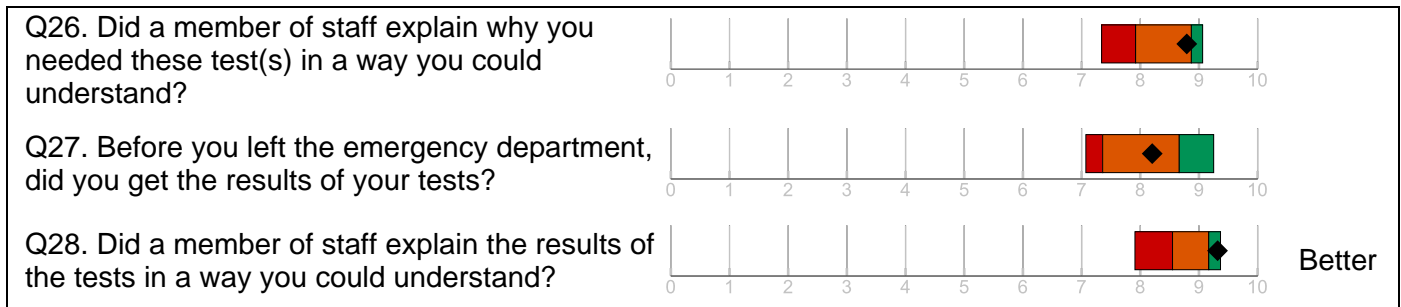 Q26. Did a member of staff explain why you
needed these test(s) in a way you could
understand?
0 1 2 3 4 5 6 7 8 9 10
Q27. Before you left the emergency department,
did you get the results of your tests?
0 1 2 3 4 5 6 7 8 9 10
Q28. Did a member of staff explain the results of
the tests in a way you could understand?
0 1 2 3 4 5 6 7 8 9 10
Better